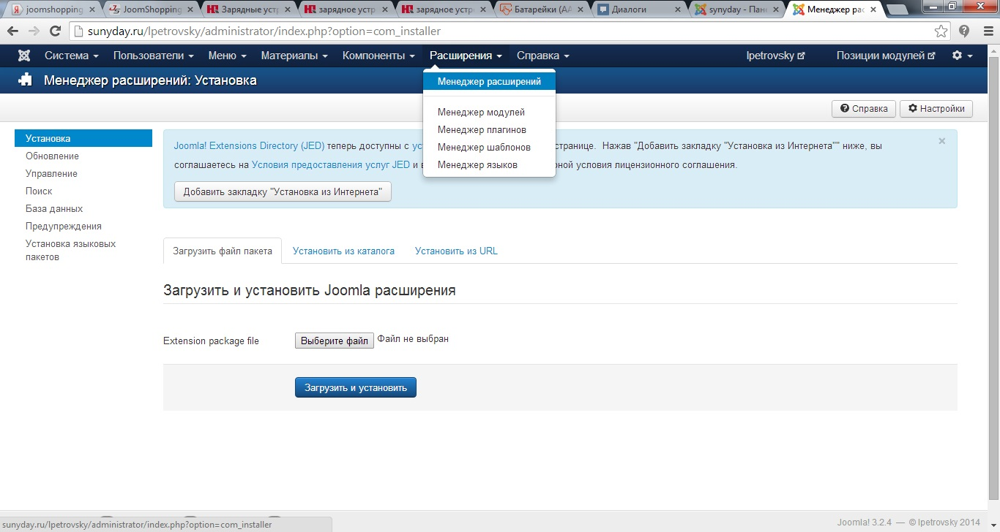 joomshopping
JoomShopping
Зарядные устр
зарядное устр
зарядное устр
Батарейки (AA
Диалоги
synyday - Пан
Менеджер рас
sunyday.ru/lpetrovsky/administrator/index.php?option=com_installer
Система Пользователи Меню Материалы Компоненты Расширения Справка lpetrovsky Позиции модулей
Менеджер расширений: Установка
Менеджер расширений
Менеджер модулей
Менеджер плагинов
Менеджер шаблонов
Менеджер языков
Справка Настройки
Установка
Обновление
Управление
Поиск
База данных
Предупреждения
Установка языковых
пакетов
Joomla! Extensions Directory (JED) теперь доступны с ус странице. Нажав "Добавить закладку "Установка из Интернета"" ниже, вы
соглашаетесь на Условия предоставления услуг JED и в рной условия лицензионного соглашения.
Добавить закладку "Установка из Интернета"
Загрузить файл пакета Установить из каталога Установить из URL
Загрузить и установить Joomla расширения
Extension package file Выберите файл Файл не выбран
Загрузить и установить
sunyday.ru/lpetrovsky/administrator/index.php?option=com_installer
Joomla! 3.2.4 — © lpetrovsky 2014